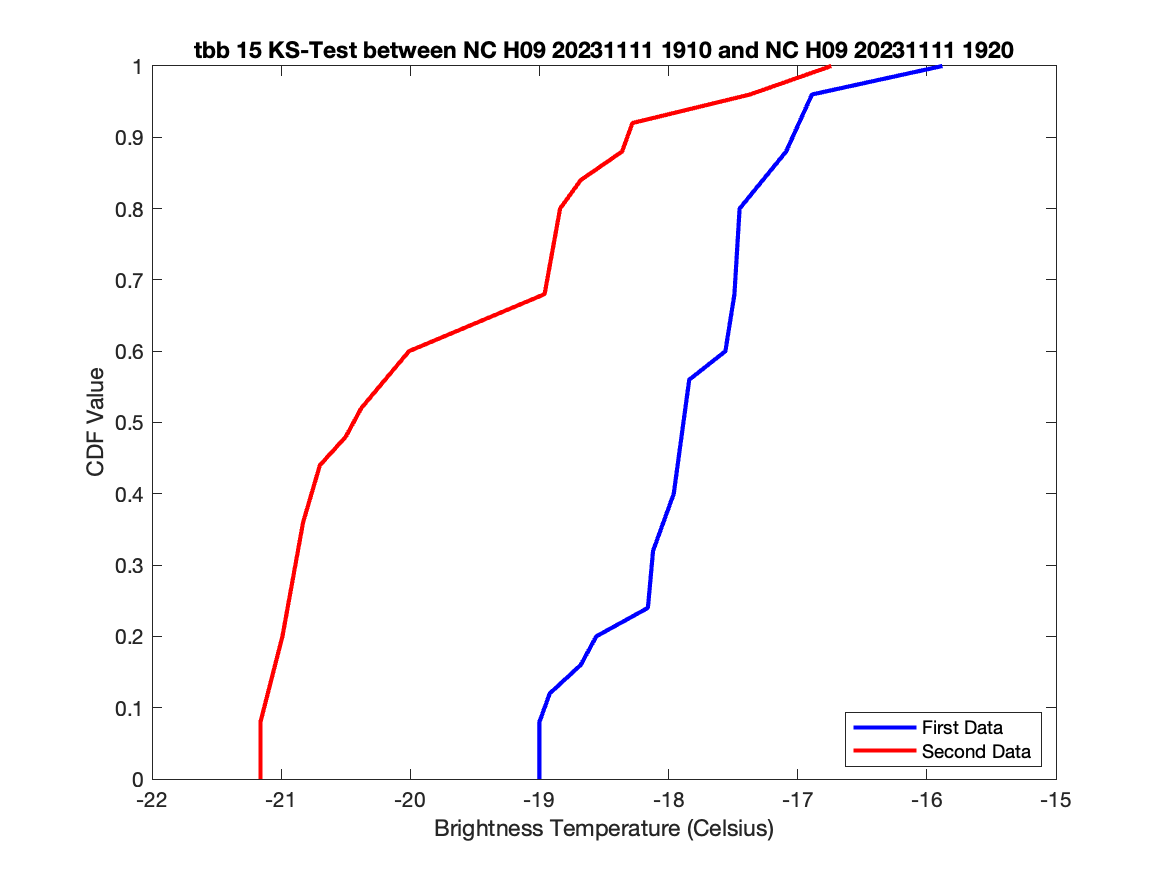 tbb 15 KS-Test between NC H09 20231111 1910 and NC H09 20231111 1920
1
0.9
0.8
0.7
0.6
0.5
0.4
0.3
0.2
0.1
0
CDF Value
First Data
Second Data
-22 -21 -20 -19 -18 -17 -16 -15
Brightness Temperature (Celsius)